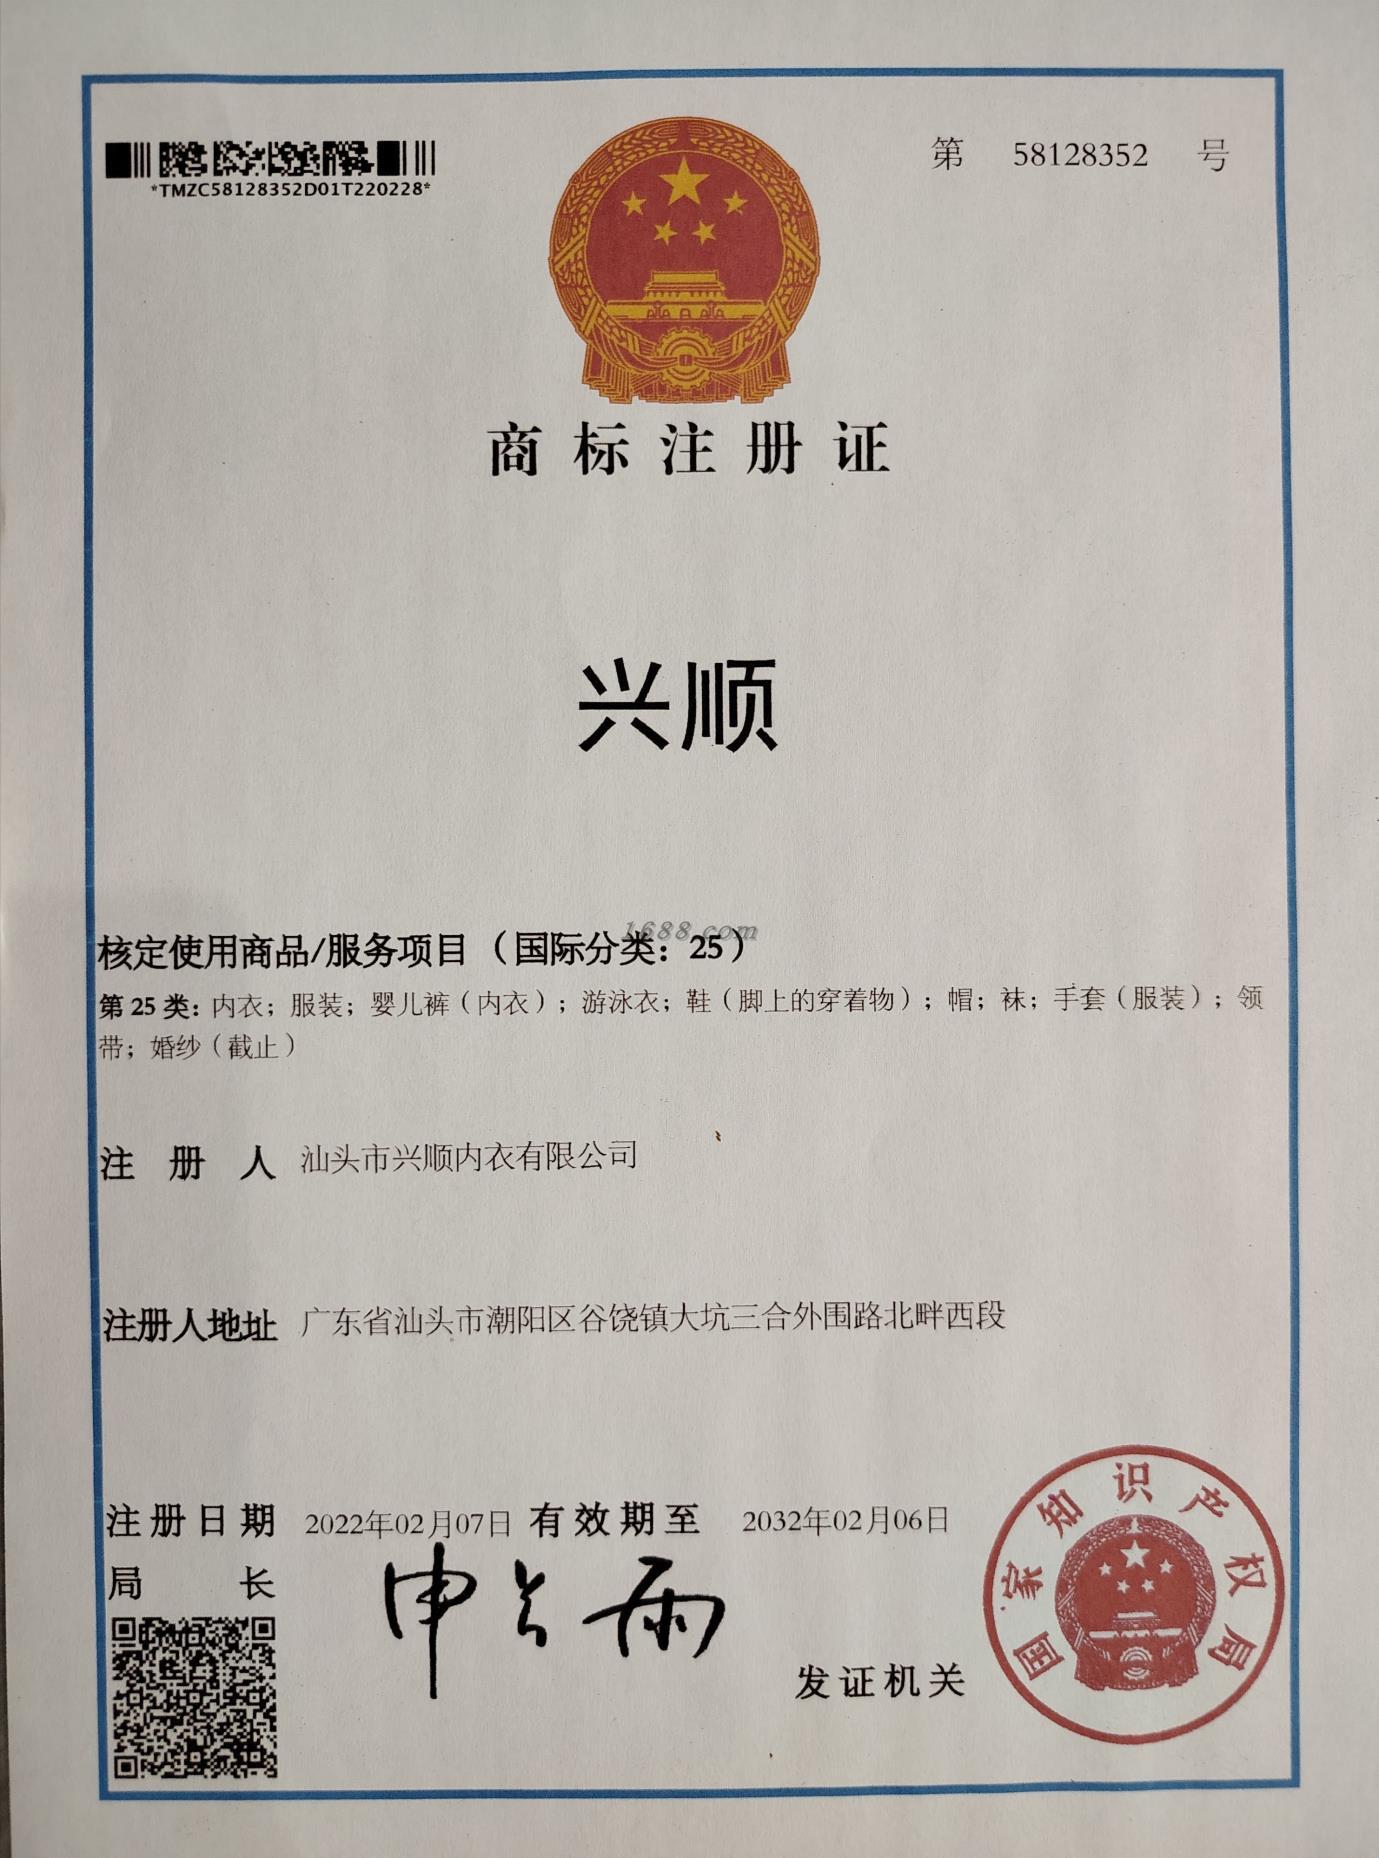 第 58128352 号
*TMZC58128352D01T220228*
商标注册证
兴顺
1688.com
核定使用商品/服务项目（国际分类：25）
第 25 类：内衣；服装；婴儿裤（内衣）；游泳衣；鞋（脚上的穿着物）；帽；袜；手套（服装）；领
带；婚纱（截止）
注册人 汕头市兴顺内衣有限公司
注册人地址 广东省汕头市潮阳区谷饶镇大坑三合外围路北畔西段
注册日期 2022年02月07日 有效期至 2032年02月06日
局长 申长雨
发证机关
国家知识产权局